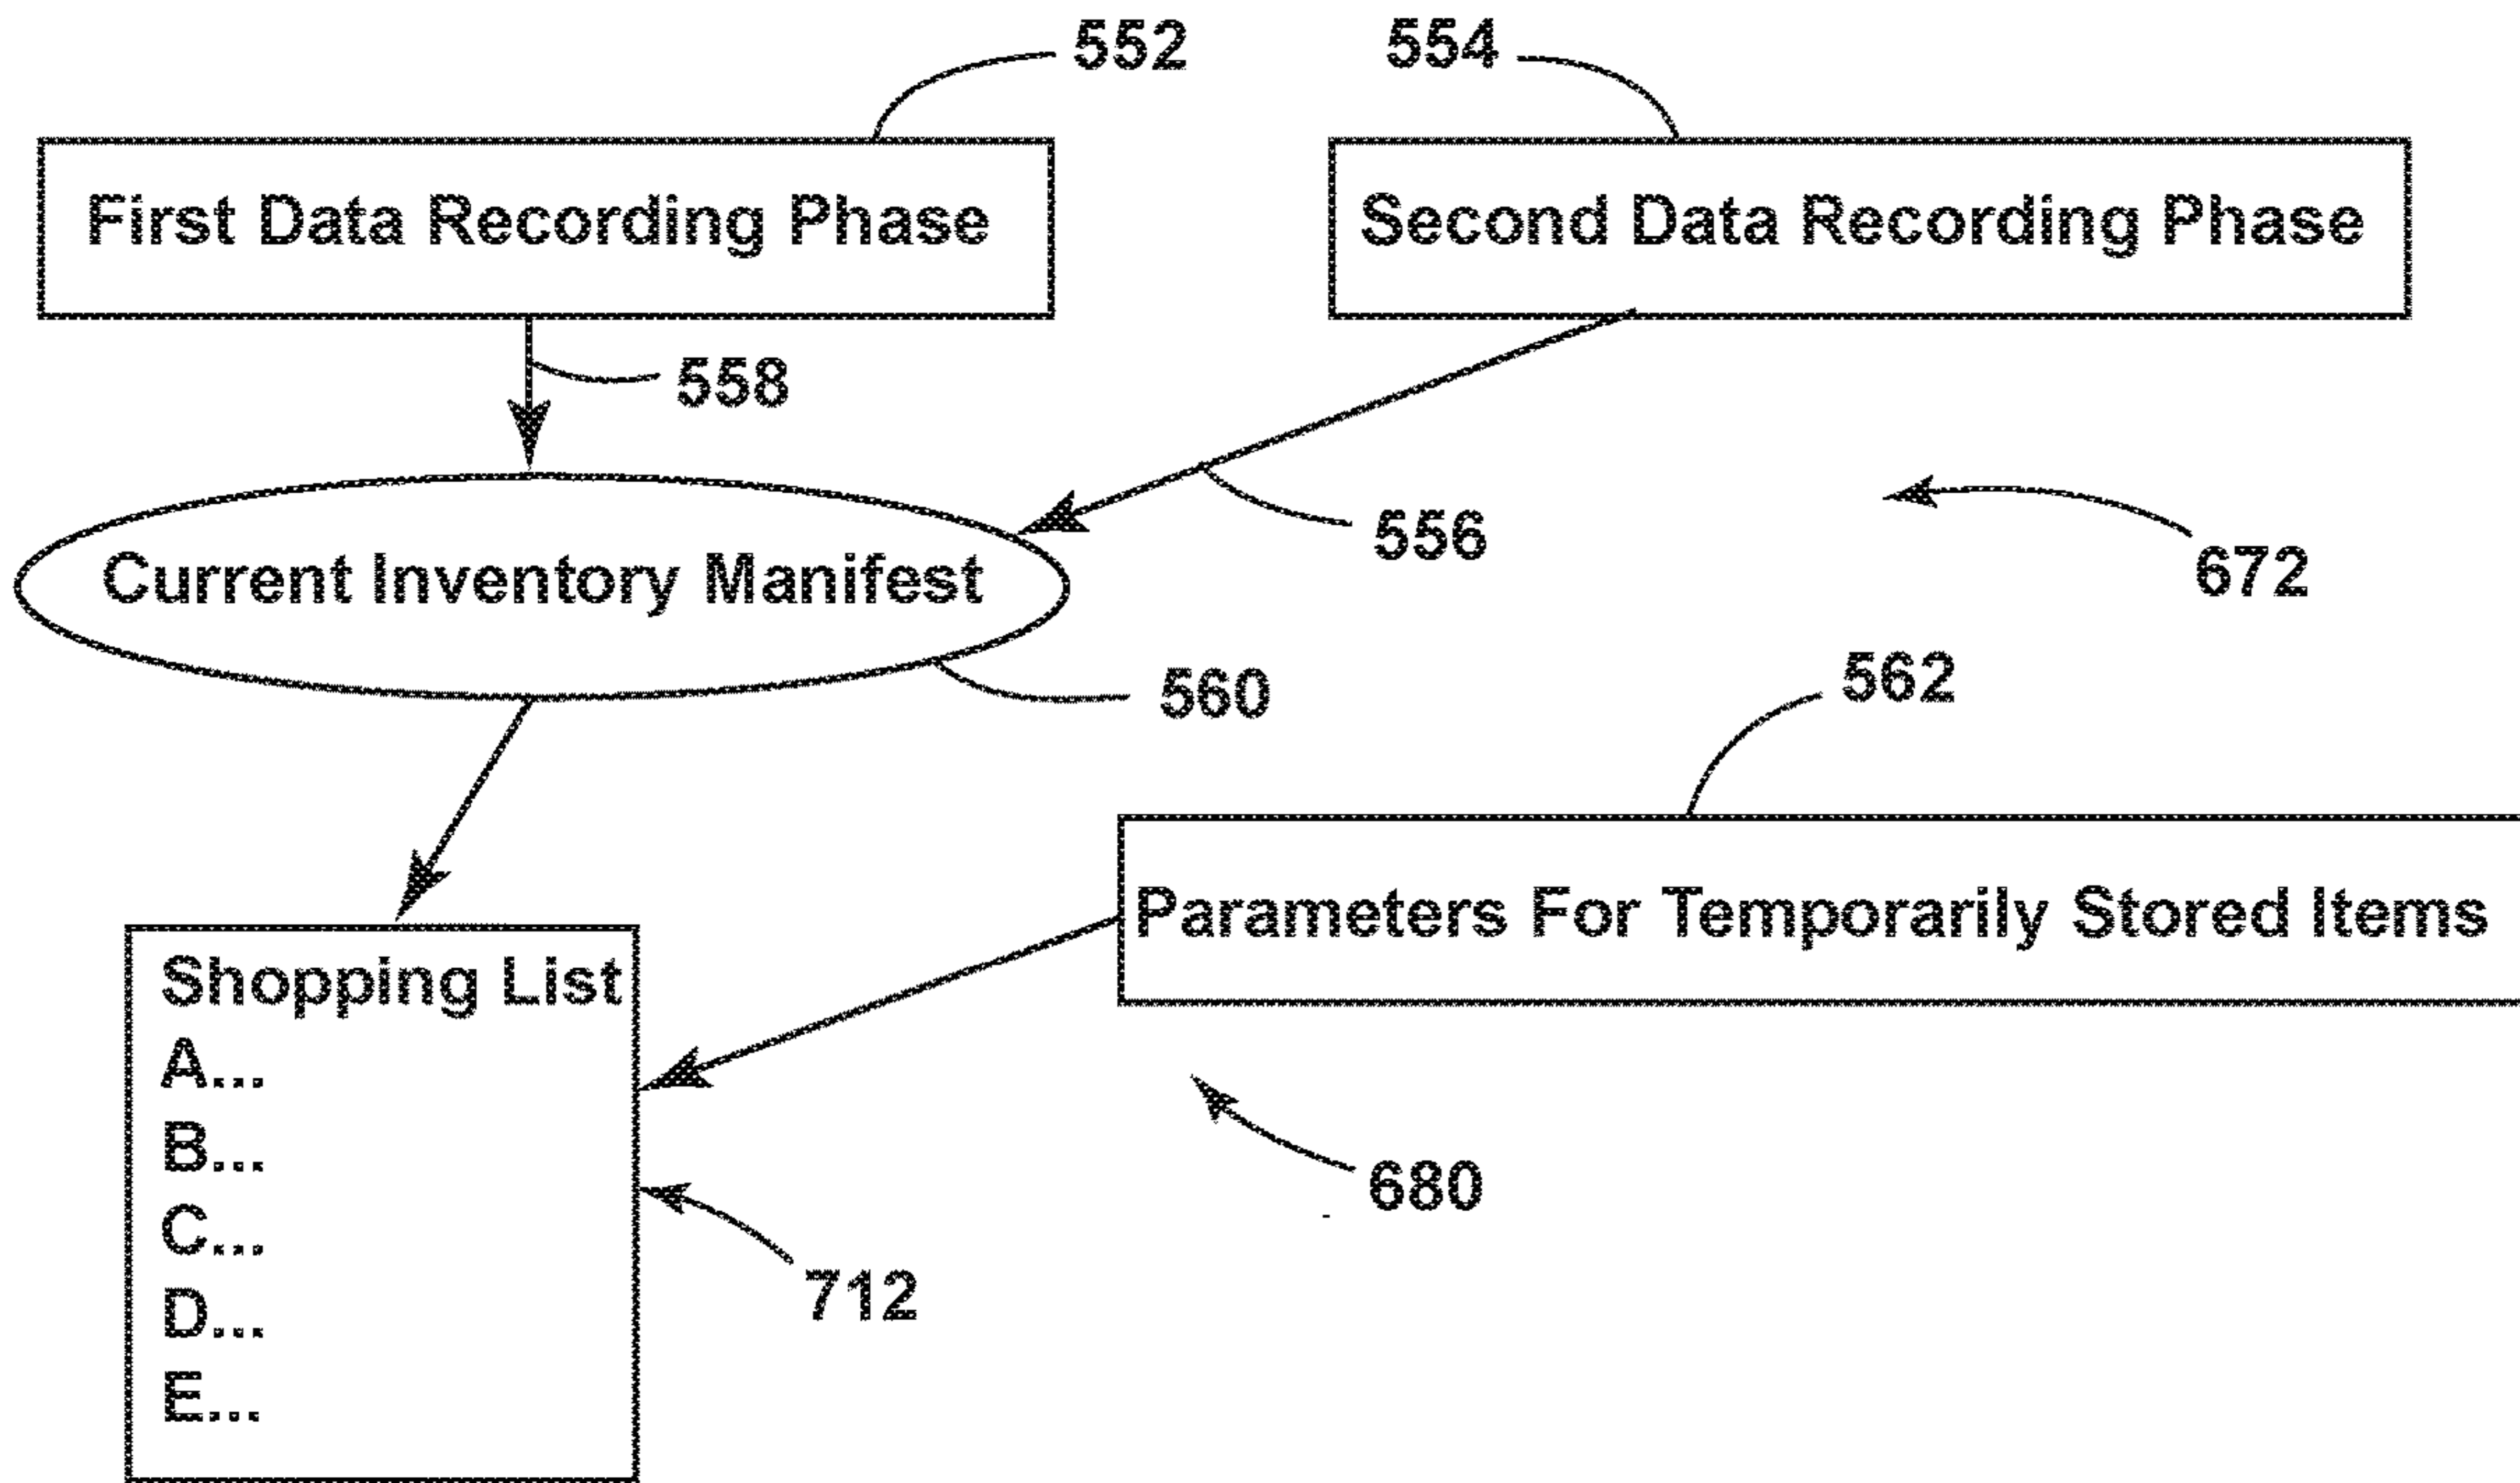 552
554
First Data Recording Phase
Second Data Recording Phase
558
556
672
Current Inventory Manifest
560
562
Parameters For Temporarily Stored Items
Shopping List
A...
B...
C...
D...
E...
680
712